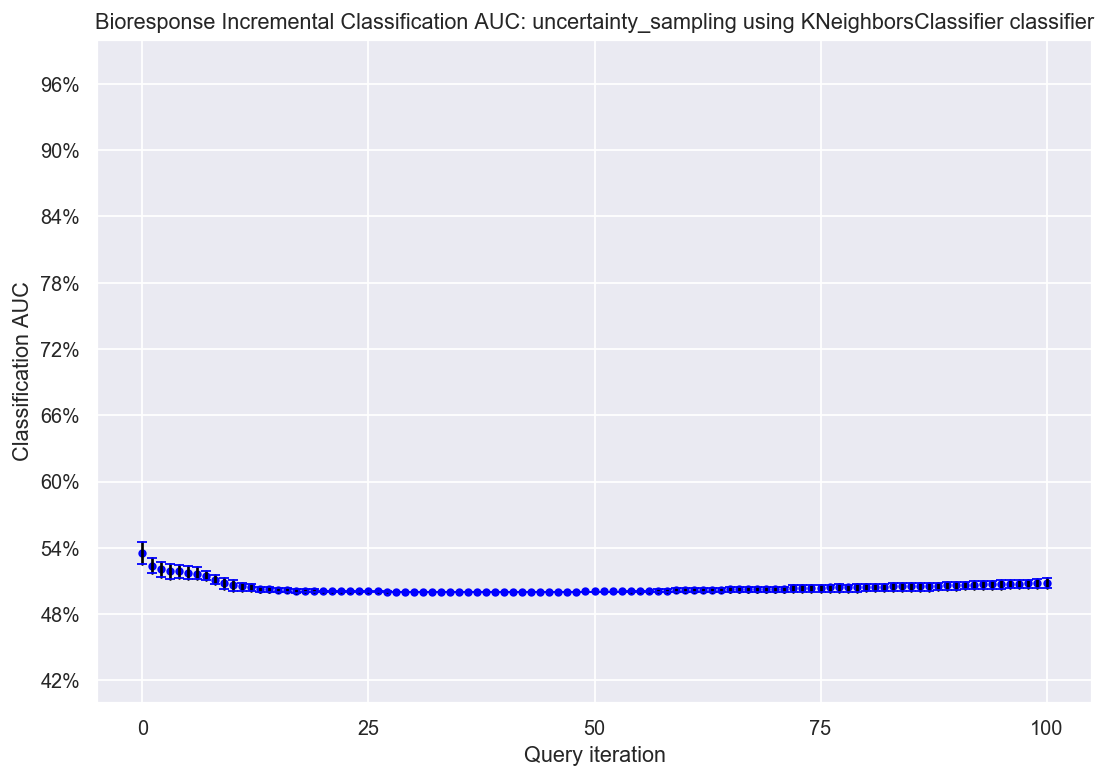 Bioresponse Incremental Classification AUC: uncertainty_sampling using KNeighborsClassifier classifier
96%
90%
84%
78%
72%
66%
60%
54%
48%
42%
Classification AUC
0 25 50 75 100
Query iteration